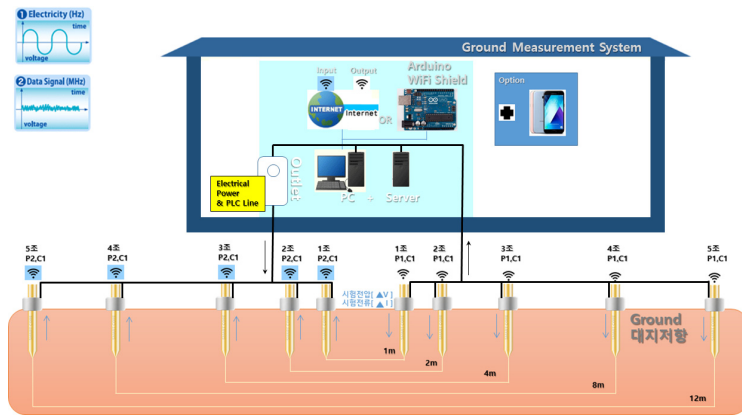 ① Electricity (Hz)
time
voltage
② Data Signal (MHz)
time
voltage
Ground Measurement System
Input
Output
Arduino
WiFi Shield
INTERNET
Internet
OR
Option
Outlet
Electrical
Power
& PLC Line
PC + Server
5조
P2,C1
4조
P2,C1
3조
P2,C1
2조
P2,C1
1조
P2,C1
1조
P1,C1
2조
P1,C1
3조
P1,C1
4조
P1,C1
5조
P1,C1
시험전압[ ▲V ]
시험전류[ ▲ I ]
Ground
대지저항
1m
2m
4m
8m
12m